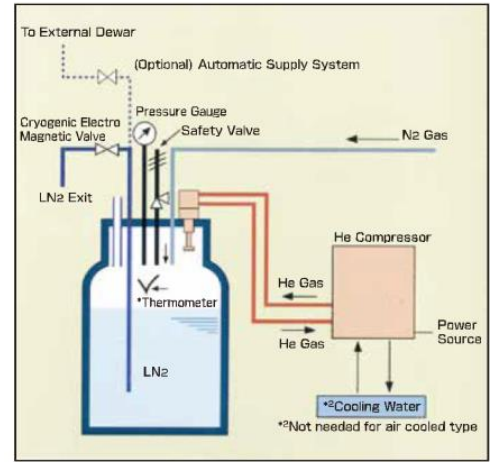 To External Dewar
(Optional) Automatic Supply System
Pressure Gauge
Cryogenic Electro
Magnetic Valve
Safety Valve
N2 Gas
LN2 Exit
He Compressor
He Gas
*Thermometer
He Gas
Power
Source
LN2
*2Cooling Water
*2Not needed for air cooled type